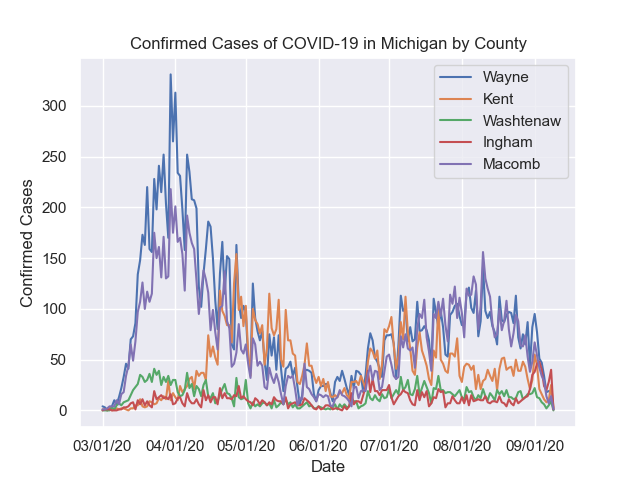 Confirmed Cases of COVID-19 in Michigan by County
Wayne
Kent
Washtenaw
Ingham
Macomb
300
250
200
150
100
50
0
Confirmed Cases
03/01/20 04/01/20 05/01/20 06/01/20 07/01/20 08/01/20 09/01/20
Date